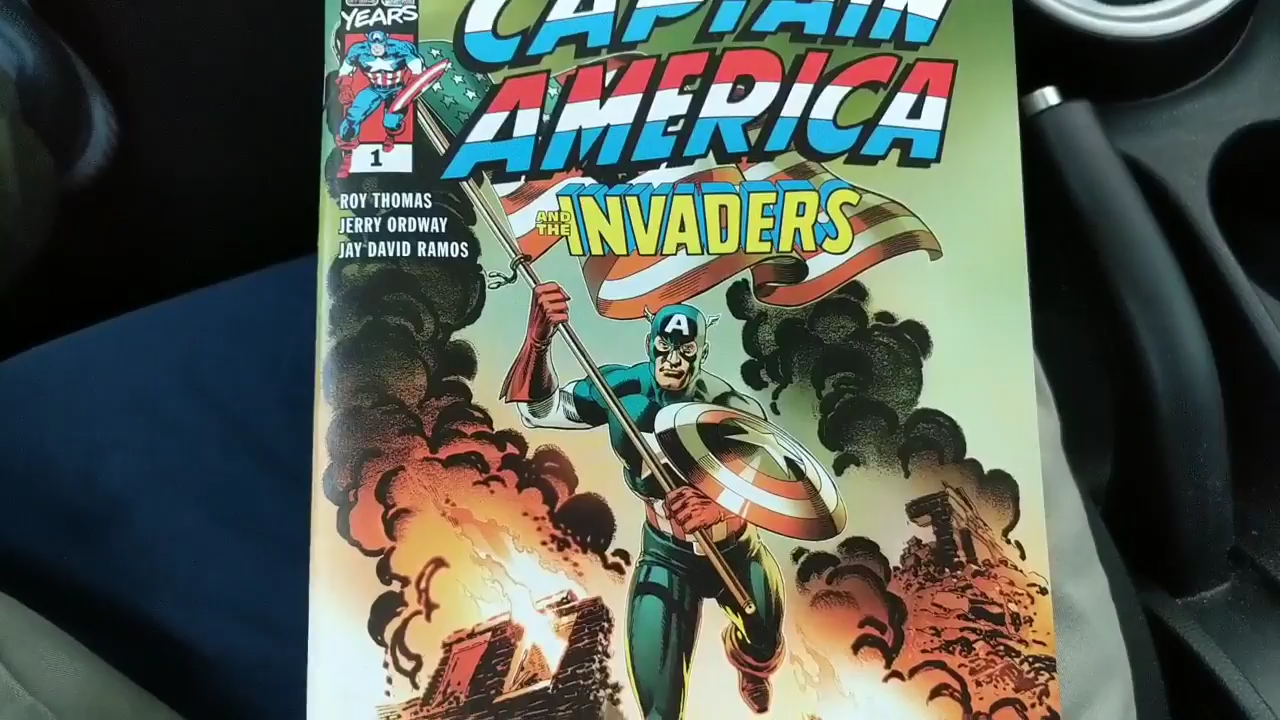 YEARS
CAPTAIN
AMERICA
1
AND
THE
INVADERS
ROY THOMAS
JERRY ORDWAY
JAY DAVID RAMOS
A